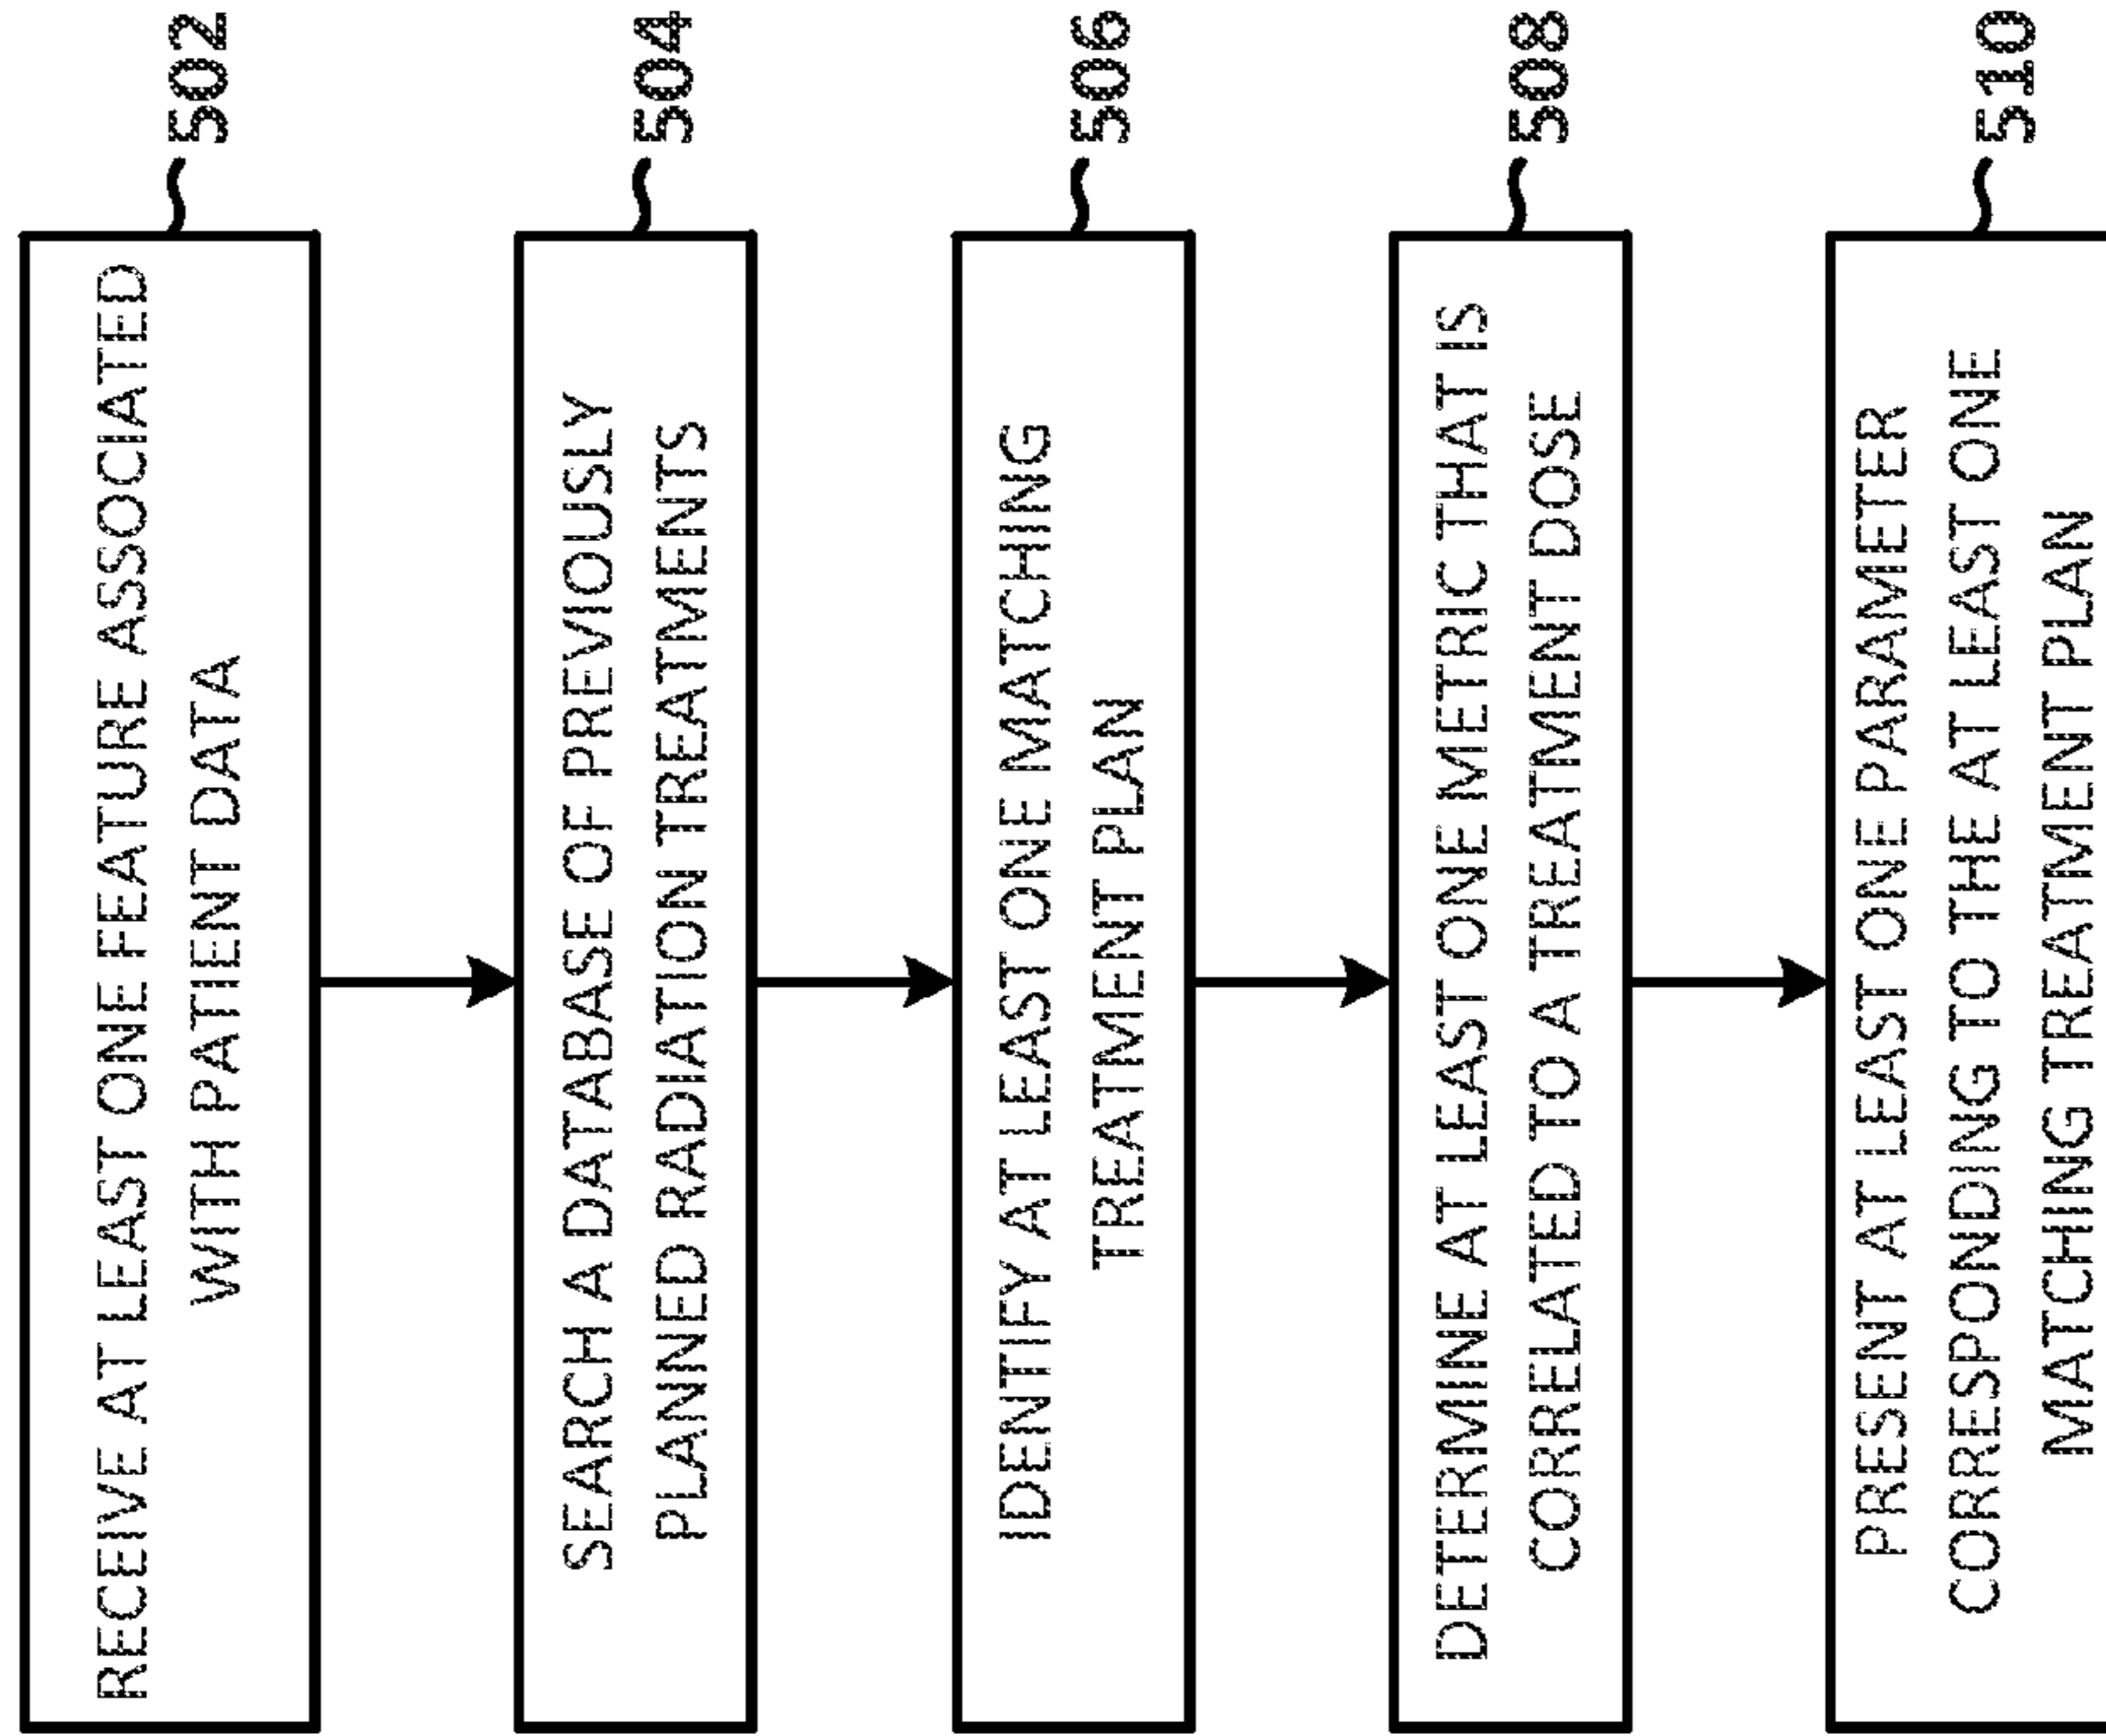 RECEIVE AT LEAST ONE FEATURE ASSOCIATED
WITH PATIENT DATA
502
SEARCH A DATABASE OF PREVIOUSLY
PLANNED RADIATION TREATMENTS
504
IDENTIFY AT LEAST ONE MATCHING
TREATMENT PLAN
506
DETERMINE AT LEAST ONE METRIC THAT IS
CORRELATED TO A TREATMENT DOSE
508
PRESENT AT LEAST ONE PARAMETER
CORRESPONDING TO THE AT LEAST ONE
MATCHING TREATMENT PLAN
510